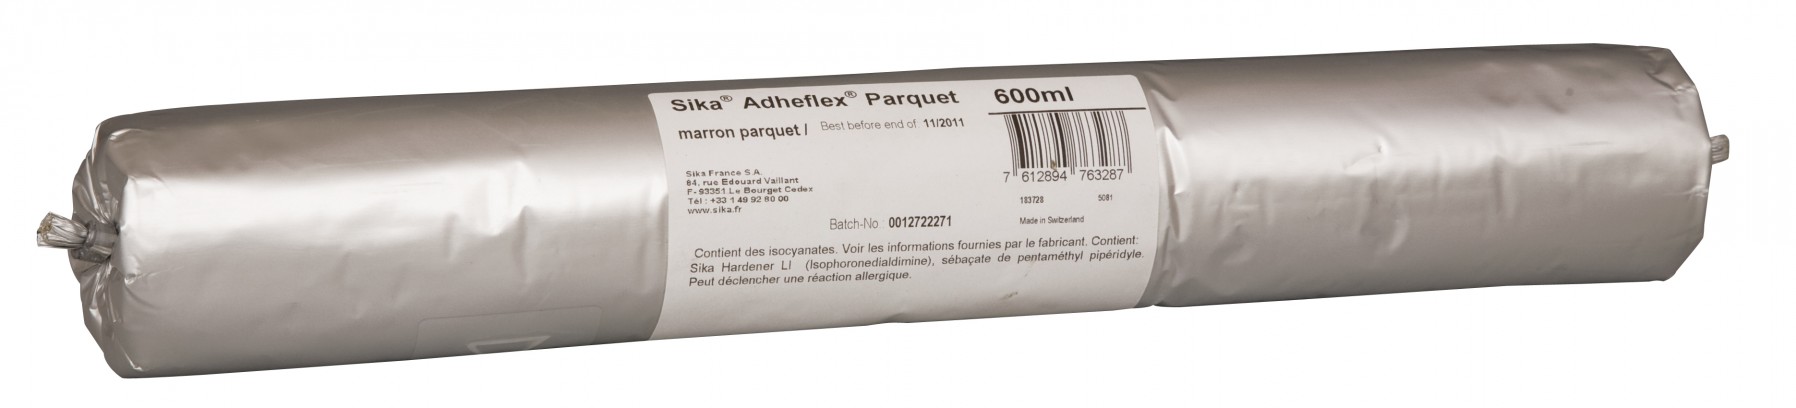 Sika® Adheflex® Parquet 600ml
marron parquet / Best before end of 11/2011
Sika France S.A.
84, rue Edouard Vaillant
F- 93351 Le Bourget Cedex
Tél : +33 1 49 92 80 00
www.sika.fr
7 612894 763287
183728 5081
Batch-No 0012722271 Made in Switzerland
Contient des isocyanates. Voir les informations fournies par le fabricant. Contient:
Sika Hardener LI (Isophoronedialdimine), sébaçate de pentaméthyl pipéridyle.
Peut déclencher une réaction allergique.